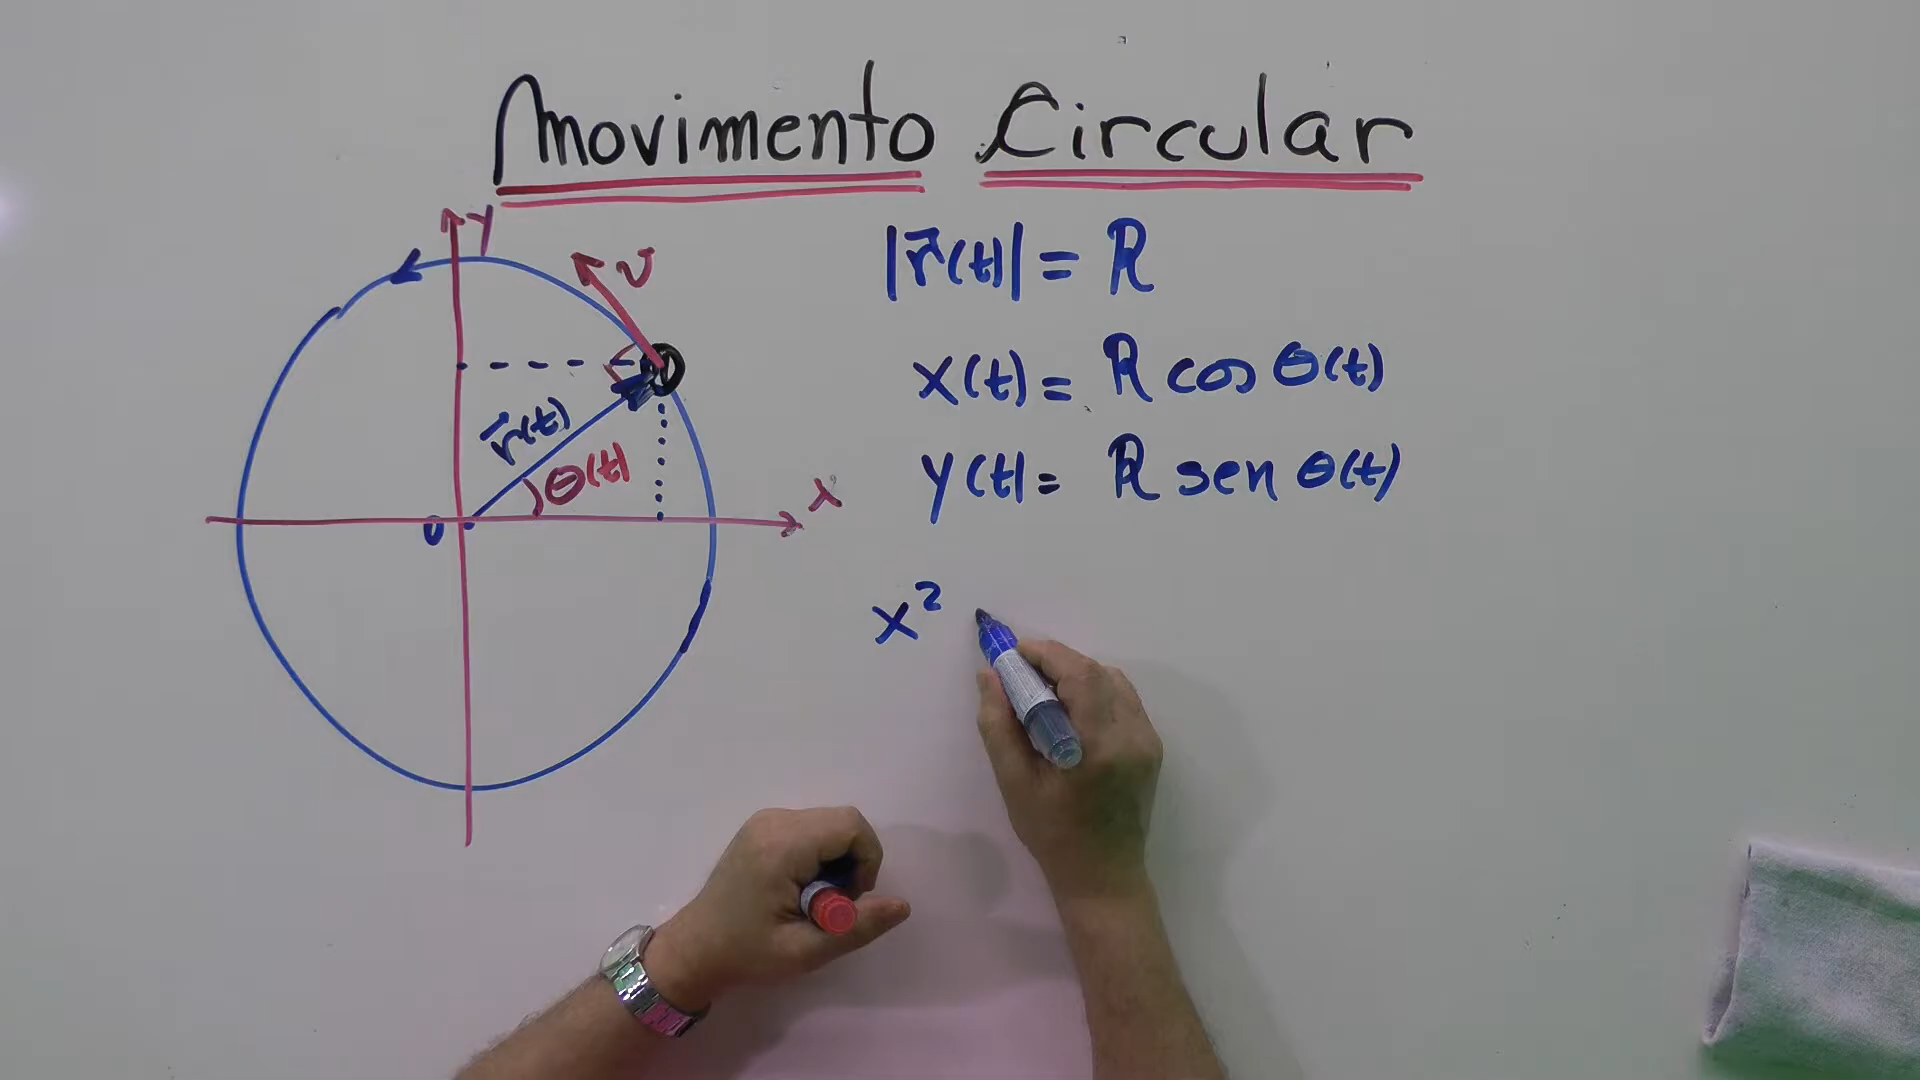 Movimento Circular
y
v
|r⃗(t)| = R
x(t) = R cos θ(t)
r⃗(t)
θ(t)
y(t) = R sen θ(t)
x
0
x²